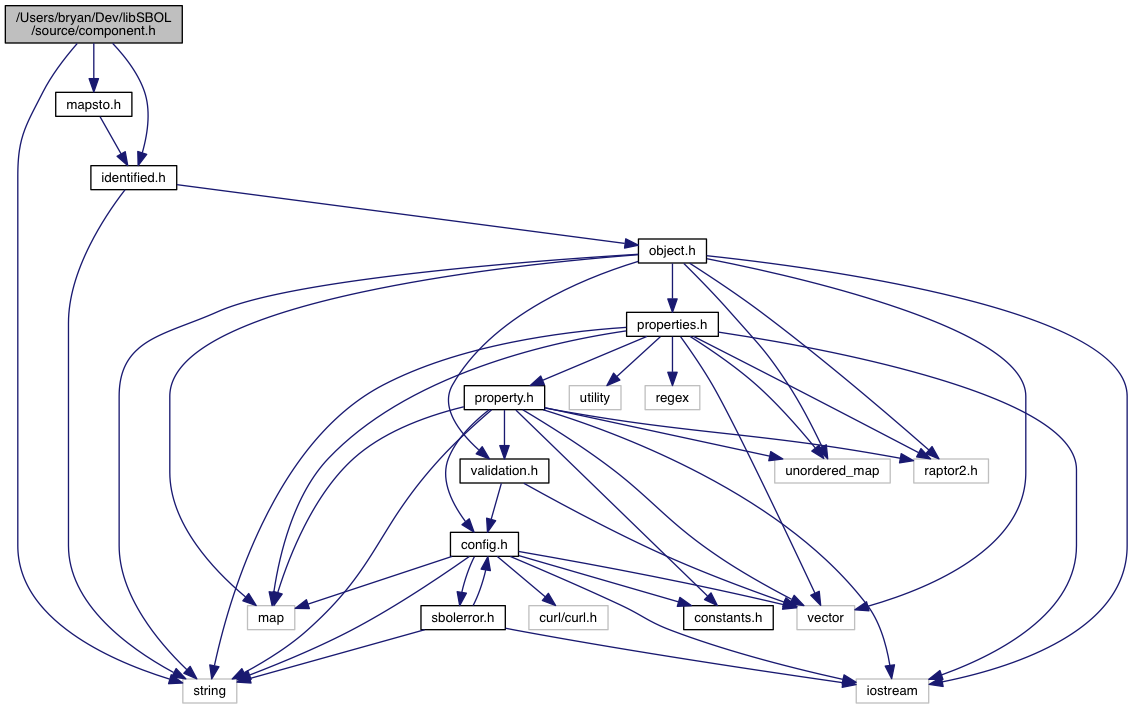 /Users/bryan/Dev/libSBOL
/source/component.h
mapsto.h
identified.h
object.h
properties.h
property.h
utility
regex
validation.h
unordered_map
raptor2.h
config.h
map
sbolerror.h
curl/curl.h
constants.h
vector
string
iostream